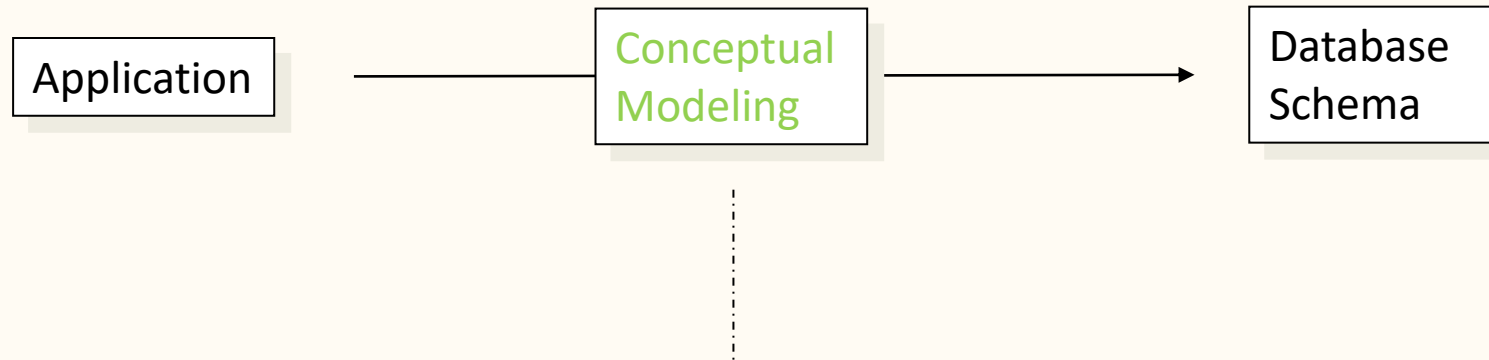 Application
Conceptual
Modeling
Database
Schema